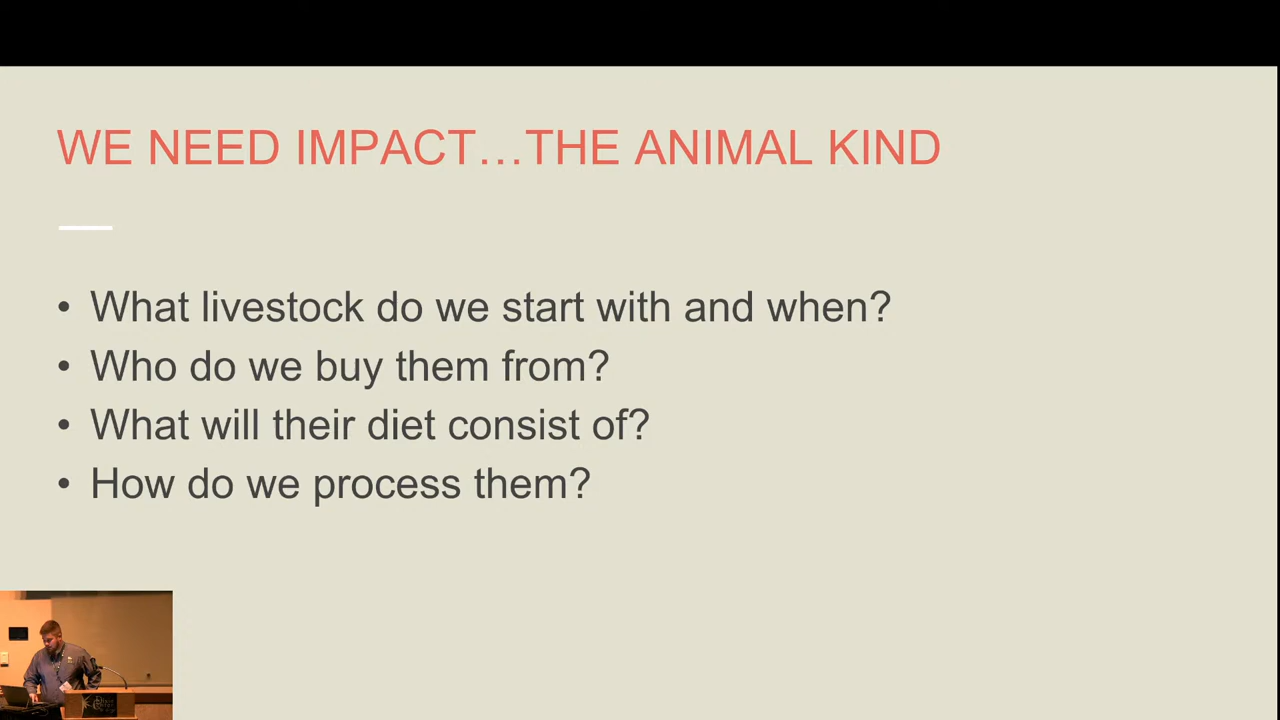 WE NEED IMPACT…THE ANIMAL KIND
• What livestock do we start with and when?
• Who do we buy them from?
• What will their diet consist of?
• How do we process them?